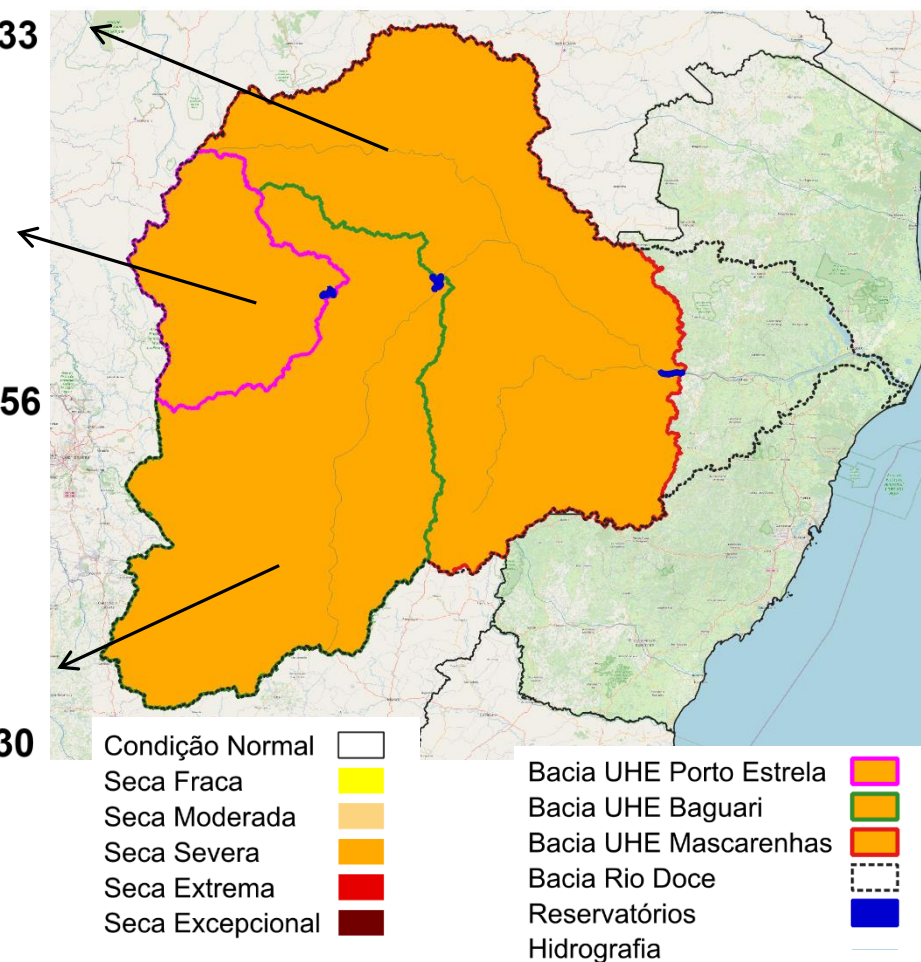 33
56
30
Condição Normal
Seca Fraca
Seca Moderada
Seca Severa
Seca Extrema
Seca Excepcional
Bacia UHE Porto Estrela
Bacia UHE Baguari
Bacia UHE Mascarenhas
Bacia Rio Doce
Reservatórios
Hidrografia